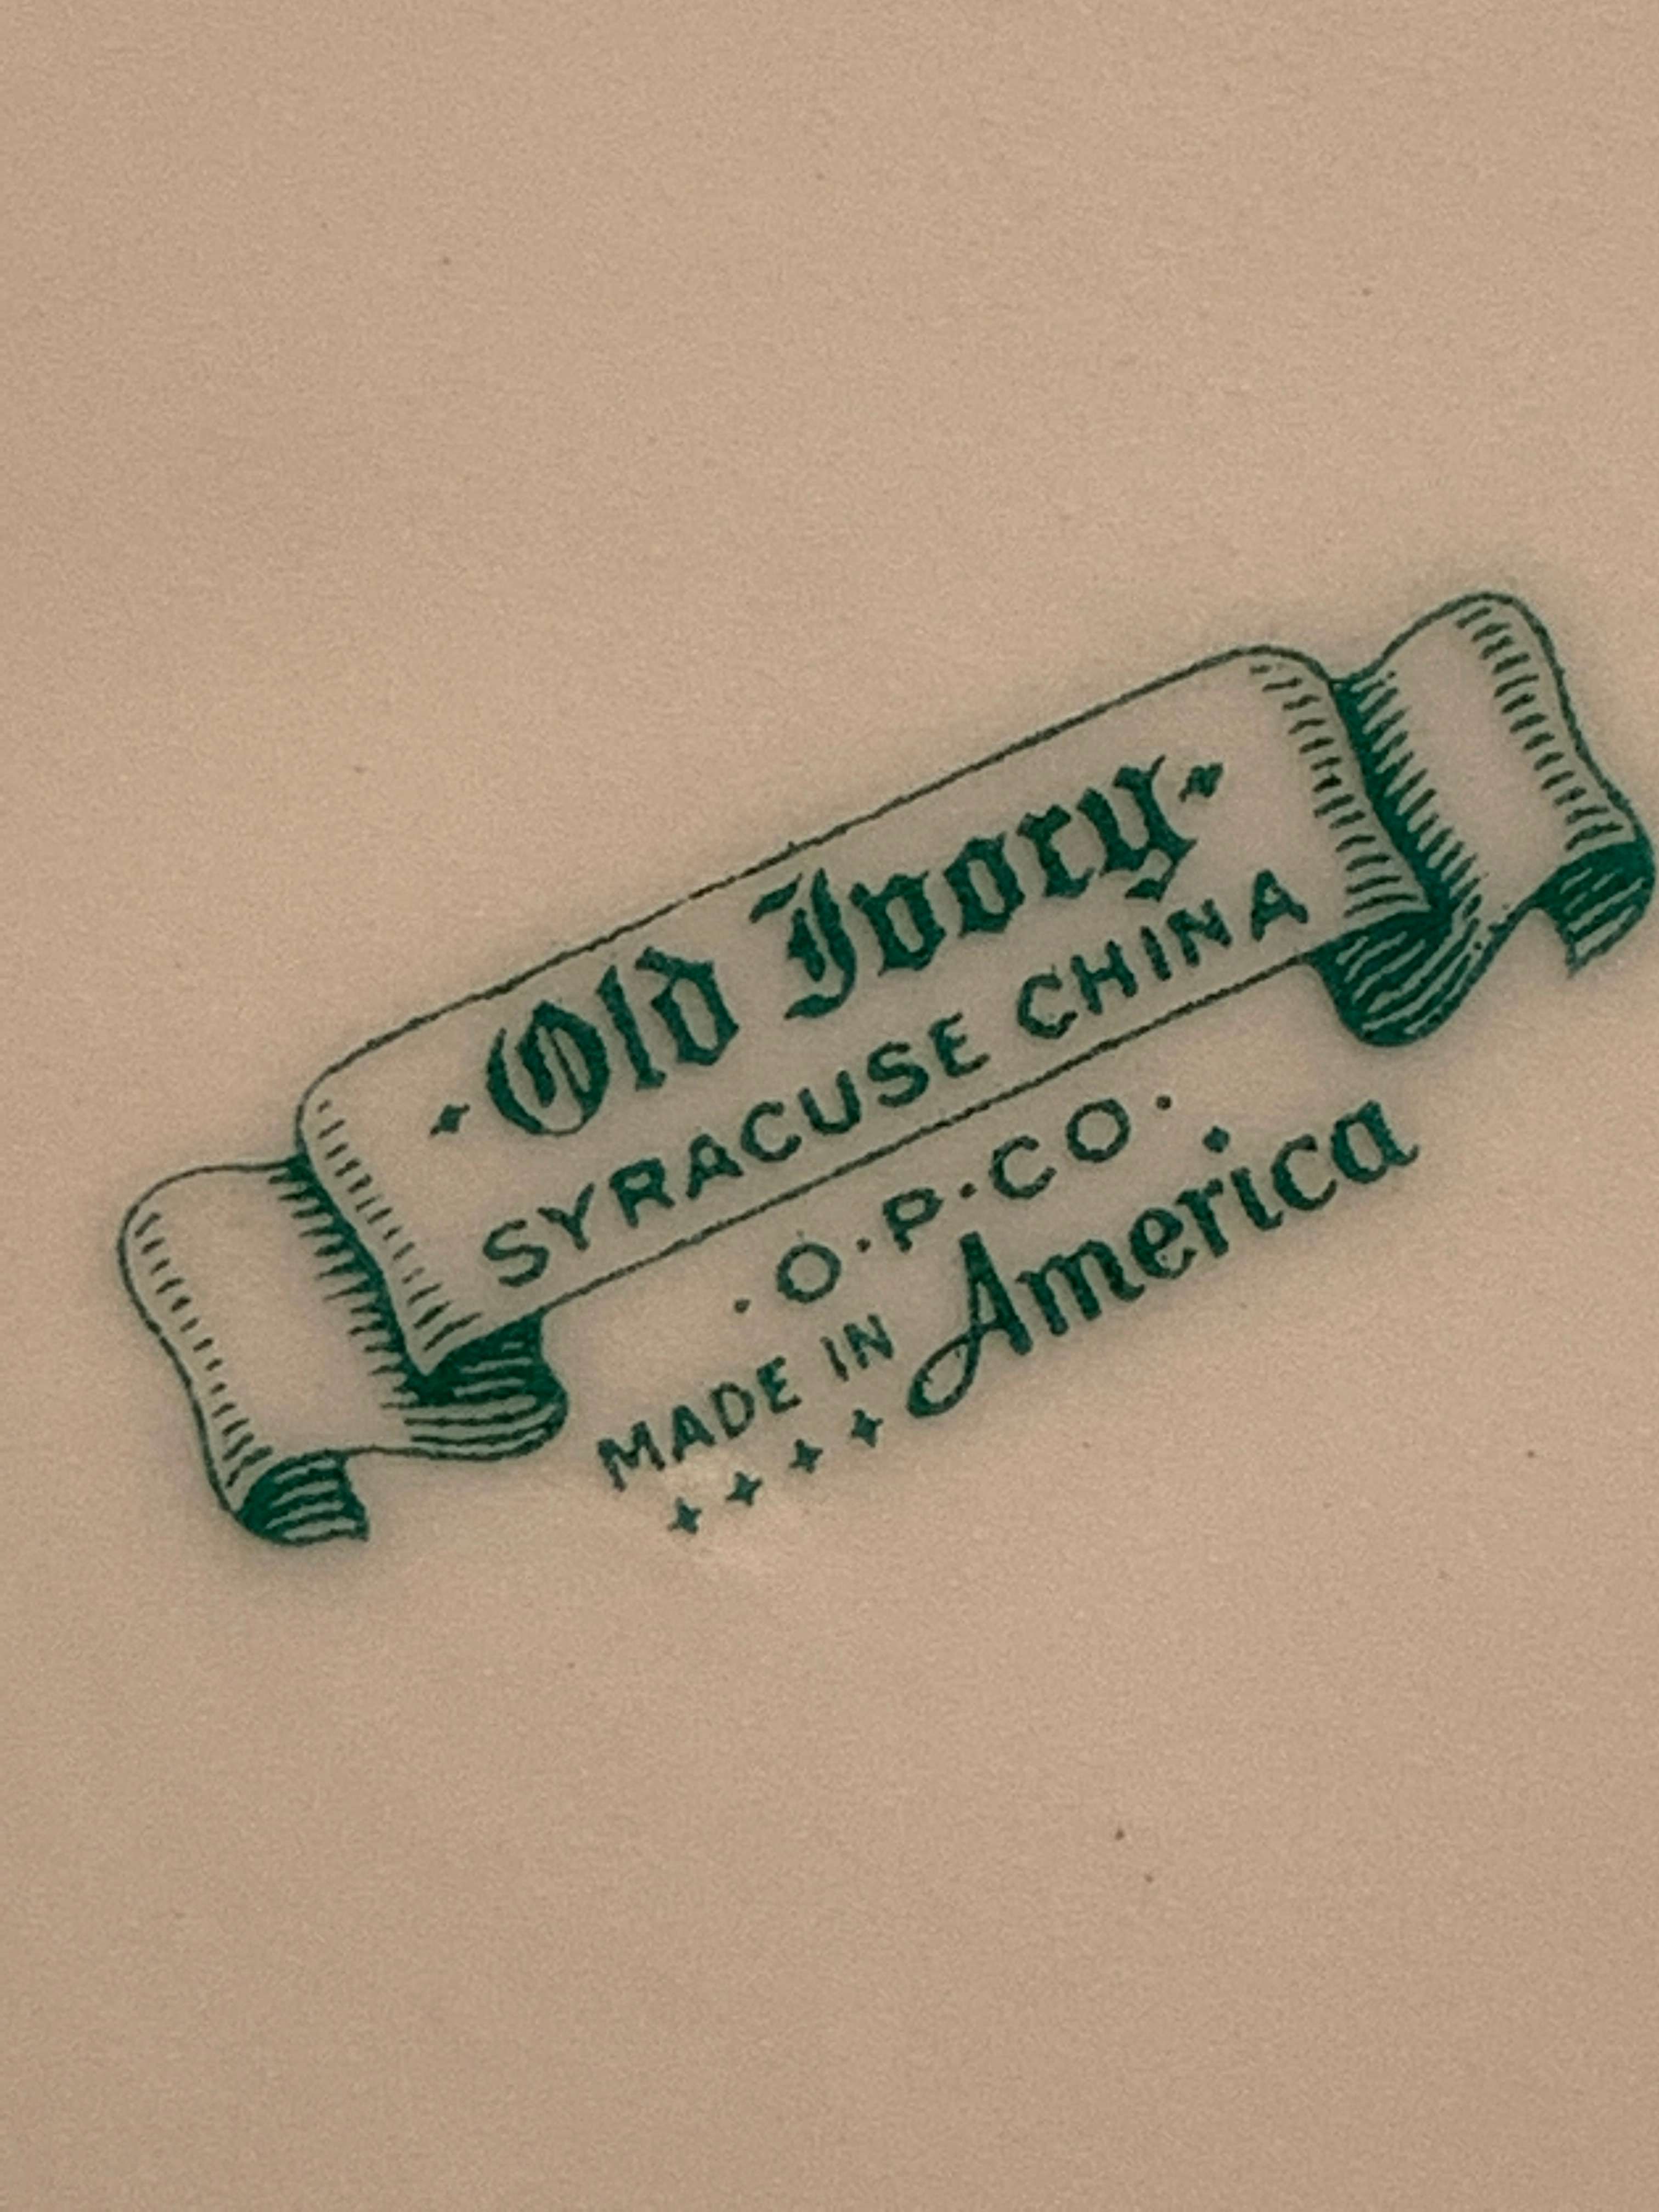 Old Ivory
SYRACUSE CHINA
·O·P·CO·
MADE IN America